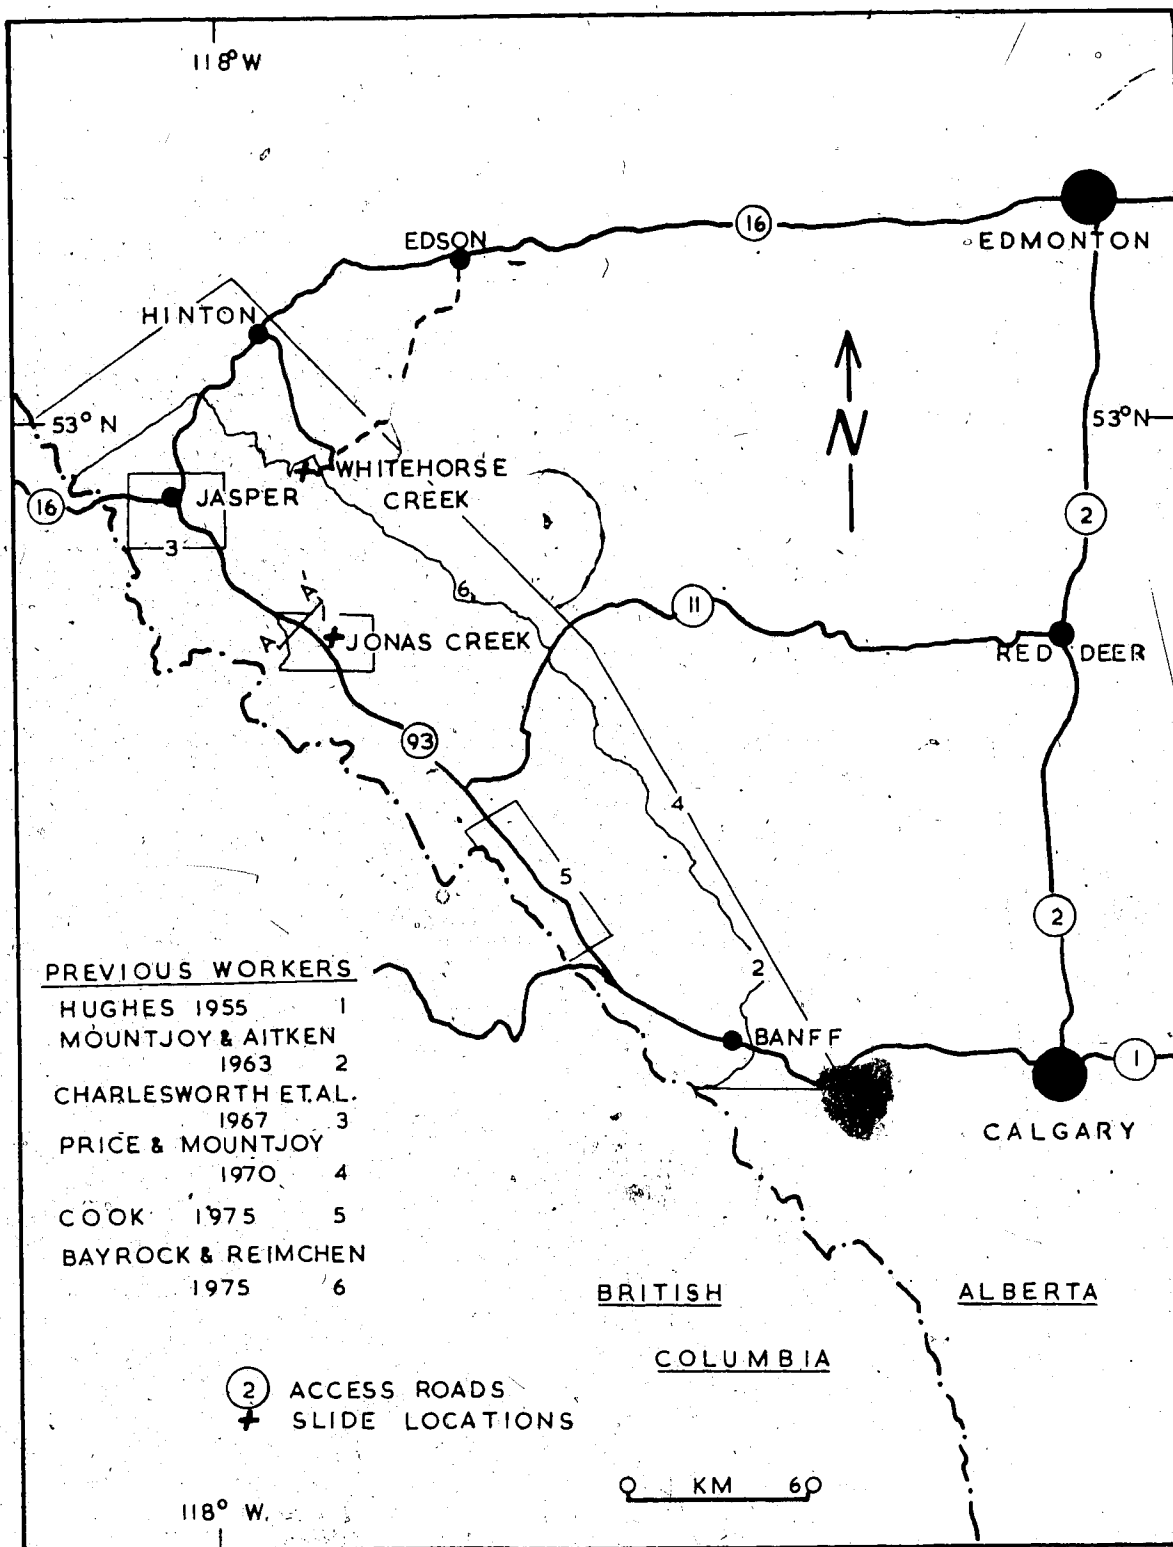 118° W
EDSON
16
EDMONTON
HINTON
53° N
53° N
N
WHITEHORSE
CREEK
16
JASPER
2
3
A
6
11
A
JONAS CREEK
RED DEER
93
4
5
2
PREVIOUS WORKERS
2
HUGHES 1955 1
MOUNTJOY & AITKEN
1963 2
BANFF
1
CHARLESWORTH ET.AL.
1967 3
CALGARY
PRICE & MOUNTJOY
1970 4
COOK 1975 5
BAYROCK & REIMCHEN
1975 6
BRITISH
ALBERTA
COLUMBIA
2 ACCESS ROADS
SLIDE LOCATIONS
0 KM 60
118° W.